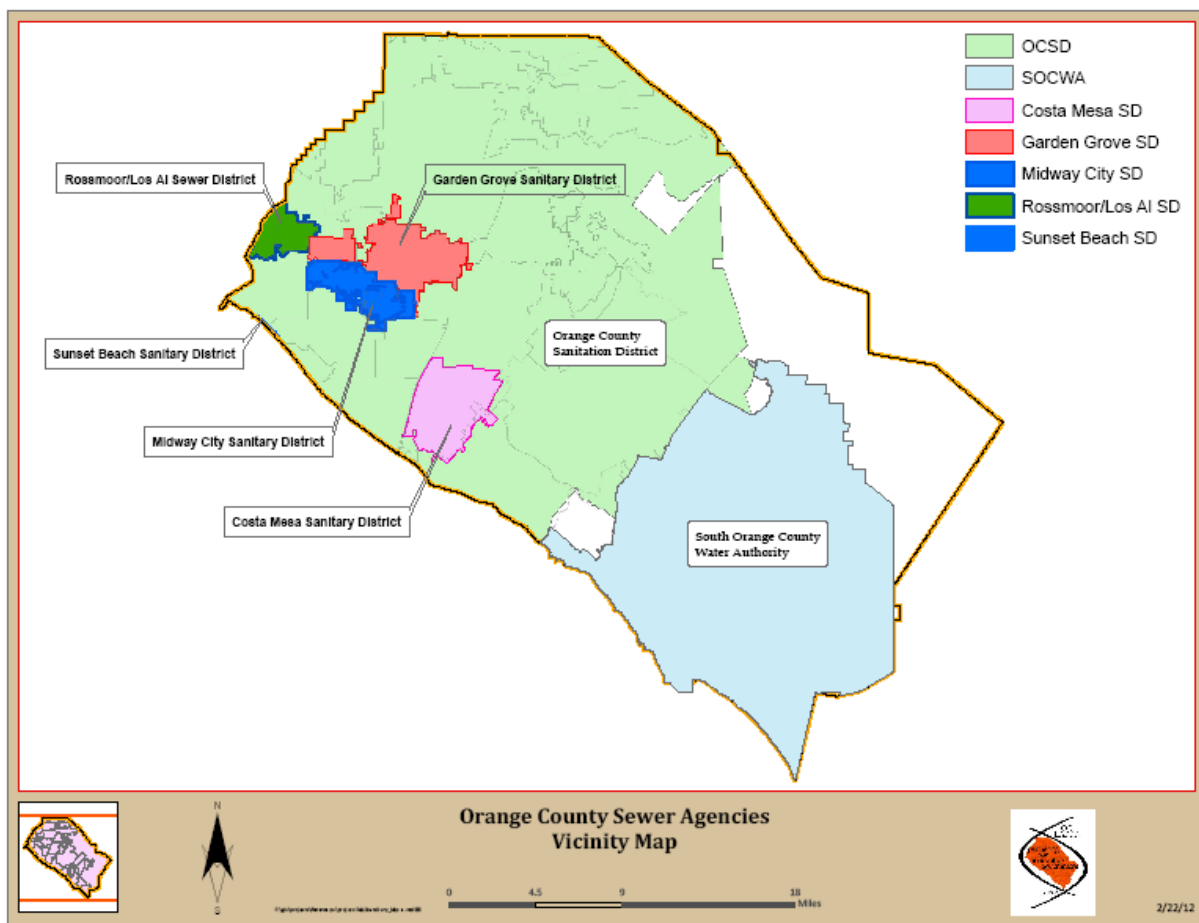 OCSD
SOCWA
Costa Mesa SD
Garden Grove SD
Midway City SD
Rossmoor/Los Al SD
Sunset Beach SD
Rossmoor/Los Al Sewer District
Garden Grove Sanitary District
Sunset Beach Sanitary District
Orange County
Sanitation District
Midway City Sanitary District
Costa Mesa Sanitary District
South Orange County
Water Authority
N
S
Orange County Sewer Agencies
Vicinity Map
0 4.5 9 18
Miles
2/22/12